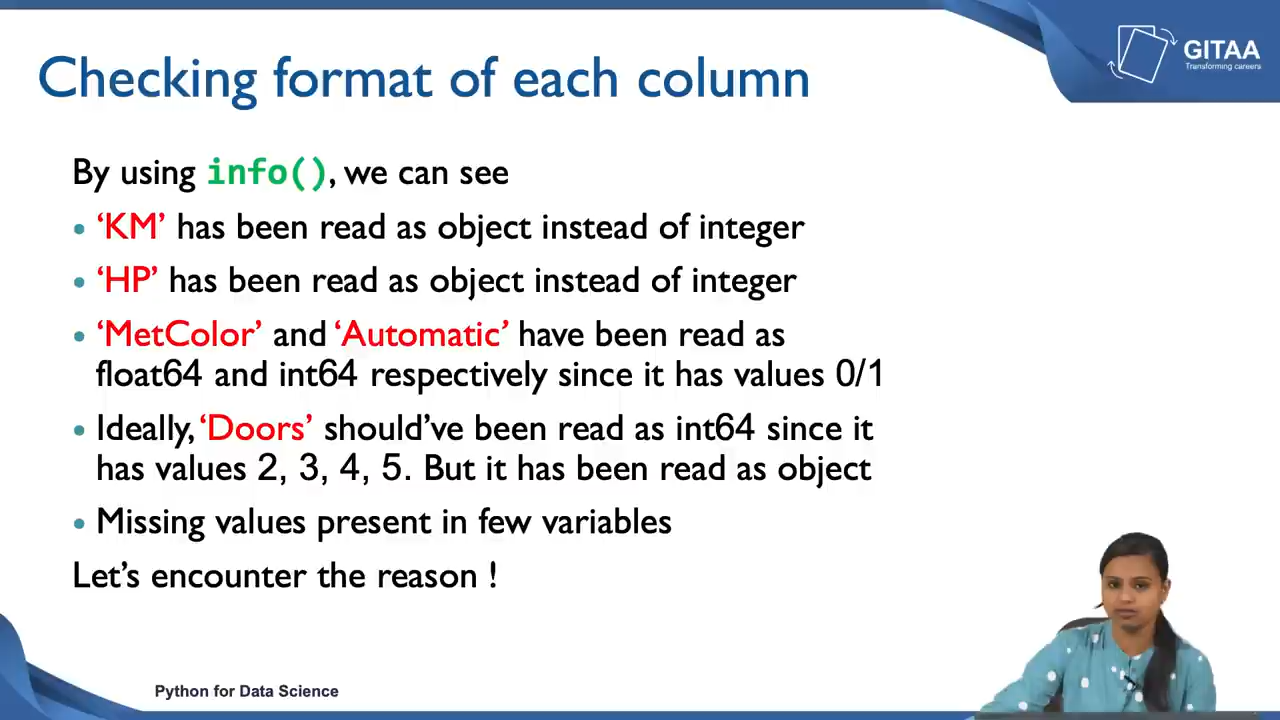 Checking format of each column
GITAA
Transforming careers
By using info(), we can see
• ‘KM’ has been read as object instead of integer
• ‘HP’ has been read as object instead of integer
• ‘MetColor’ and ‘Automatic’ have been read as
float64 and int64 respectively since it has values 0/1
• Ideally, ‘Doors’ should’ve been read as int64 since it
has values 2, 3, 4, 5. But it has been read as object
• Missing values present in few variables
Let’s encounter the reason !
Python for Data Science